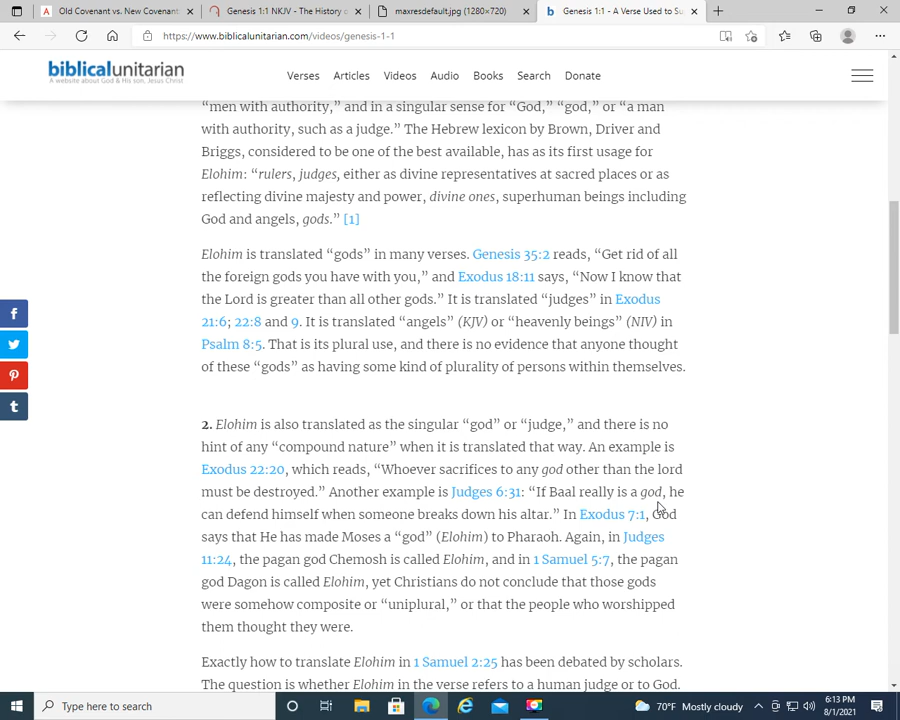 Old Covenant vs. New Covenant:
Genesis 1:1 NKJV - The History o
maxresdefault.jpg (1280×720)
Genesis 1:1 - A Verse Used to Su
https://www.biblicalunitarian.com/videos/genesis-1-1
biblicalunitarian
A website about God & His son, Jesus Christ
Verses Articles Videos Audio Books Search Donate
“men with authority,” and in a singular sense for “God,” “god,” or “a man
with authority, such as a judge.” The Hebrew lexicon by Brown, Driver and
Briggs, considered to be one of the best available, has as its first usage for
Elohim: “rulers, judges, either as divine representatives at sacred places or as
reflecting divine majesty and power, divine ones, superhuman beings including
God and angels, gods.” [1]
Elohim is translated “gods” in many verses. Genesis 35:2 reads, “Get rid of all
the foreign gods you have with you,” and Exodus 18:11 says, “Now I know that
the Lord is greater than all other gods.” It is translated “judges” in Exodus
21:6; 22:8 and 9. It is translated “angels” (KJV) or “heavenly beings” (NIV) in
Psalm 8:5. That is its plural use, and there is no evidence that anyone thought
of these “gods” as having some kind of plurality of persons within themselves.
2. Elohim is also translated as the singular “god” or “judge,” and there is no
hint of any “compound nature” when it is translated that way. An example is
Exodus 22:20, which reads, “Whoever sacrifices to any god other than the lord
must be destroyed.” Another example is Judges 6:31: “If Baal really is a god, he
can defend himself when someone breaks down his altar.” In Exodus 7:1, God
says that He has made Moses a “god” (Elohim) to Pharaoh. Again, in Judges
11:24, the pagan god Chemosh is called Elohim, and in 1 Samuel 5:7, the pagan
god Dagon is called Elohim, yet Christians do not conclude that those gods
were somehow composite or “uniplural,” or that the people who worshipped
them thought they were.
Exactly how to translate Elohim in 1 Samuel 2:25 has been debated by scholars.
The question is whether Elohim in the verse refers to a human judge or to God.
Type here to search
70°F Mostly cloudy
6:13 PM
8/1/2021